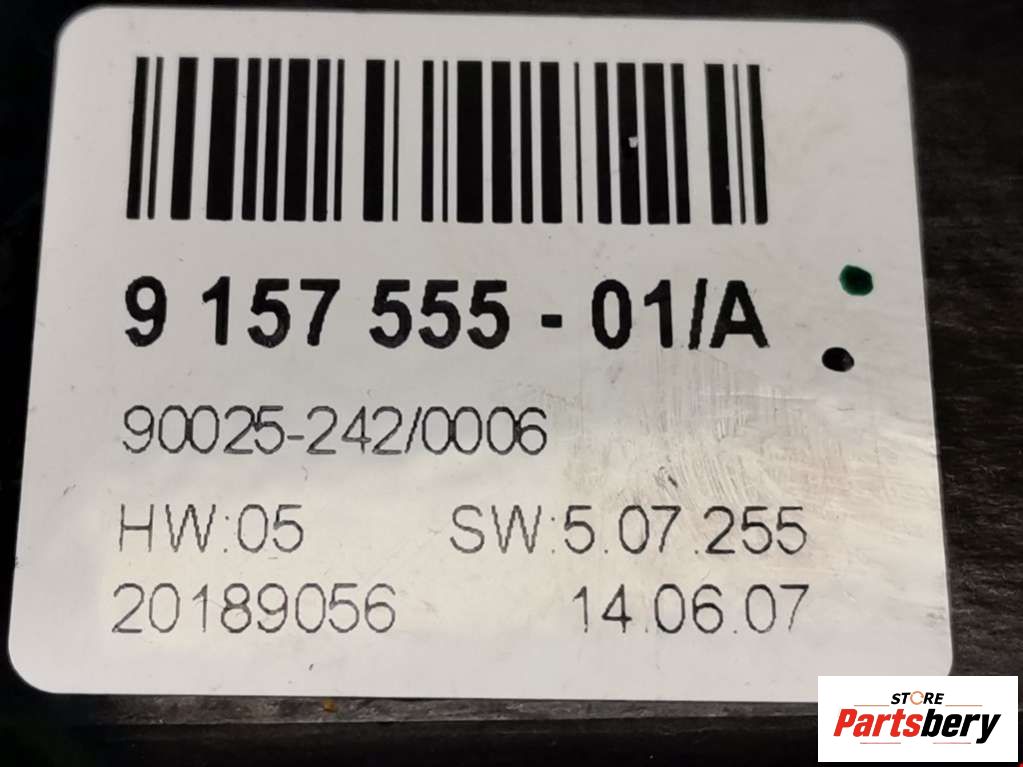 9 157 555 - 01/A
90025-242/0006
HW:05 SW:5.07.255
20189056 14.06.07
STORE
Partsbery